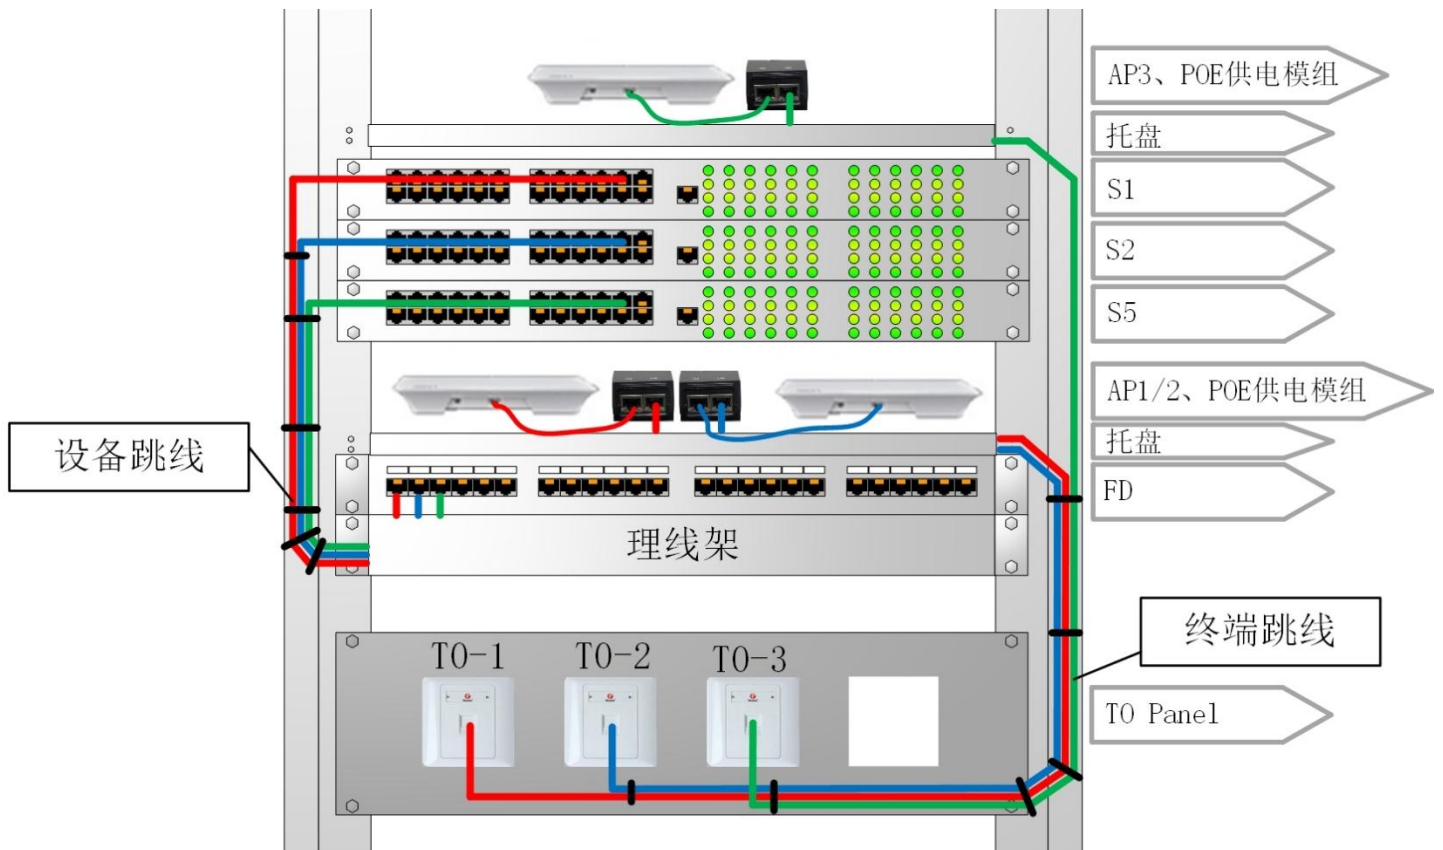 AP3、POE供电模组
托盘
S1
S2
S5
AP1/2、POE供电模组
托盘
FD
设备跳线
理线架
终端跳线
TO-1
TO-2
TO-3
TO Panel